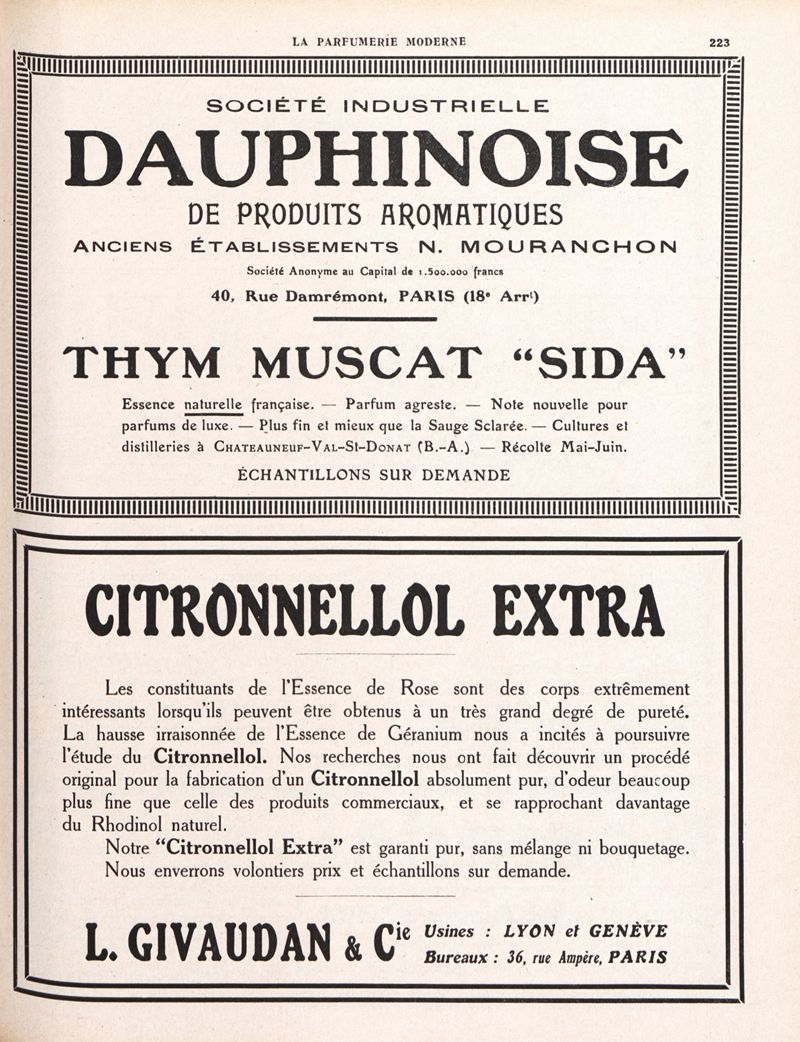 LA PARFUMERIE MODERNE 223
SOCIÉTÉ INDUSTRIELLE
DAUPHINOISE
DE PRODUITS AROMATIQUES
ANCIENS ÉTABLISSEMENTS N. MOURANCHON
Société Anonyme au Capital de 1.500.000 francs
40, Rue Damrémont, PARIS (18e Arrt)
THYM MUSCAT “SIDA”
Essence naturelle française. — Parfum agreste. — Note nouvelle pour
parfums de luxe. — Plus fin et mieux que la Sauge Sclarée. — Cultures et
distilleries à CHATEAUNEUF-VAL-St-DONAT (B.-A.) — Récolte Mai-Juin.
ÉCHANTILLONS SUR DEMANDE
CITRONNELLOL EXTRA
Les constituants de l'Essence de Rose sont des corps extrêmement
intéressants lorsqu'ils peuvent être obtenus à un très grand degré de pureté.
La hausse irraisonnée de l'Essence de Géranium nous a incités à poursuivre
l'étude du Citronnellol. Nos recherches nous ont fait découvrir un procédé
original pour la fabrication d'un Citronnellol absolument pur, d'odeur beaucoup
plus fine que celle des produits commerciaux, et se rapprochant davantage
du Rhodinol naturel.
Notre “Citronnellol Extra” est garanti pur, sans mélange ni bouquetage.
Nous enverrons volontiers prix et échantillons sur demande.
L. GIVAUDAN & Cie
Usines : LYON et GENÈVE
Bureaux : 36, rue Ampère, PARIS